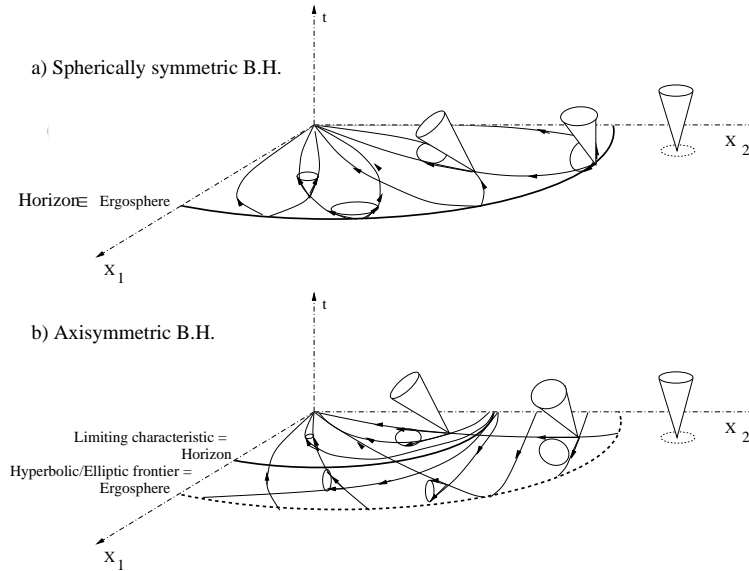 t
a) Spherically symmetric B.H.
X 2
Horizon≡ Ergosphere
X 1
t
b) Axisymmetric B.H.
X 2
Limiting characteristic =
Horizon
Hyperbolic/Elliptic frontier =
Ergosphere
X 1